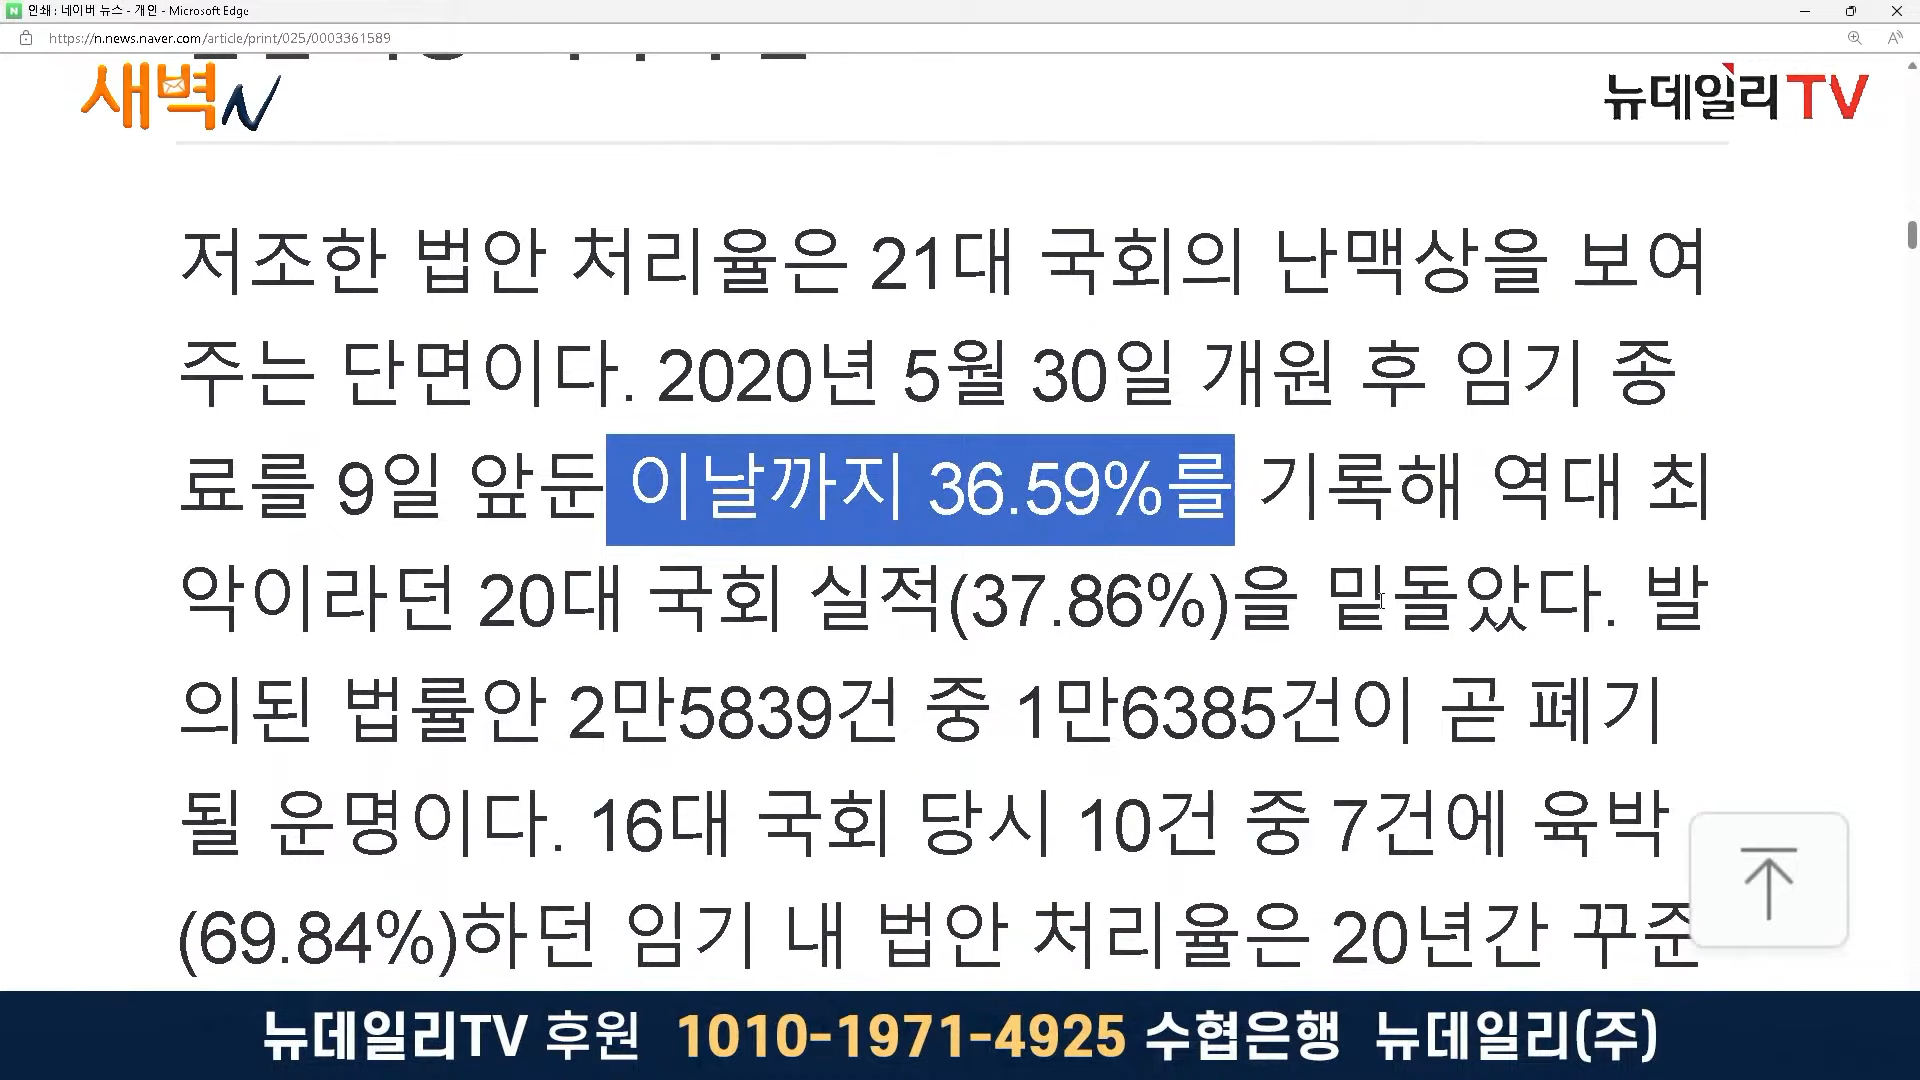 인쇄 : 네이버 뉴스 - 개인 - Microsoft Edge
https://n.news.naver.com/article/print/025/0003361589
새벽N
뉴데일리TV
저조한 법안 처리율은 21대 국회의 난맥상을 보여
주는 단면이다. 2020년 5월 30일 개원 후 임기 종
료를 9일 앞둔 이날까지 36.59%를 기록해 역대 최
악이라던 20대 국회 실적(37.86%)을 밑돌았다. 발
의된 법률안 2만5839건 중 1만6385건이 곧 폐기
될 운명이다. 16대 국회 당시 10건 중 7건에 육박
(69.84%)하던 임기 내 법안 처리율은 20년간 꾸준
뉴데일리TV 후원 1010-1971-4925 수협은행 뉴데일리(주)